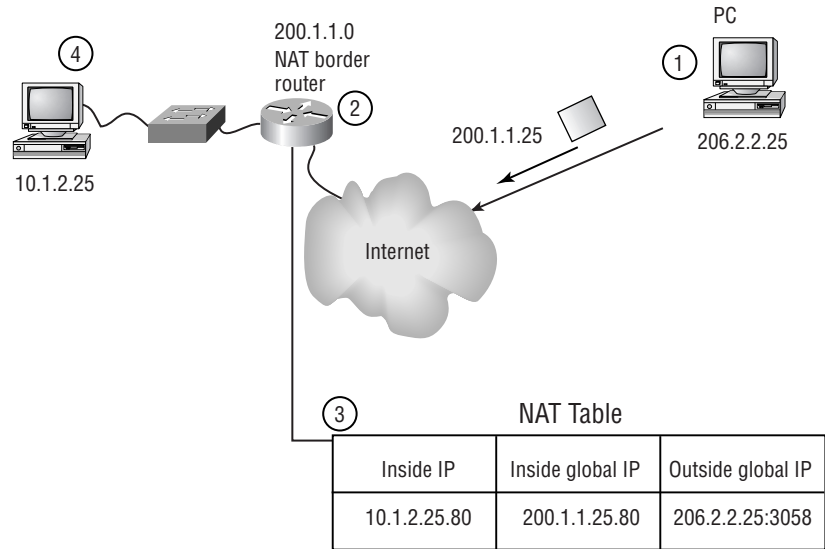 4
200.1.1.0
NAT border
router
2
PC
1
200.1.1.25
206.2.2.25
10.1.2.25
Internet
3
NAT Table
Inside IP
Inside global IP
Outside global IP
10.1.2.25.80
200.1.1.25.80
206.2.2.25:3058